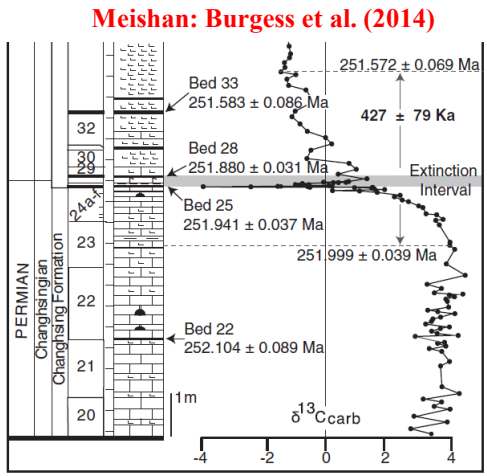 Meishan: Burgess et al. (2014)
251.572 ± 0.069 Ma
Bed 33
251.583 ± 0.086 Ma
427 ± 79 Ka
32
30
29
Bed 28
251.880 ± 0.031 Ma
Extinction
Interval
24a-f
Bed 25
251.941 ± 0.037 Ma
23
251.999 ± 0.039 Ma
PERMIAN
Changhsingian
Changhsing Formation
22
Bed 22
252.104 ± 0.089 Ma
21
1m
20
δ13Ccarb
-4 -2 0 2 4